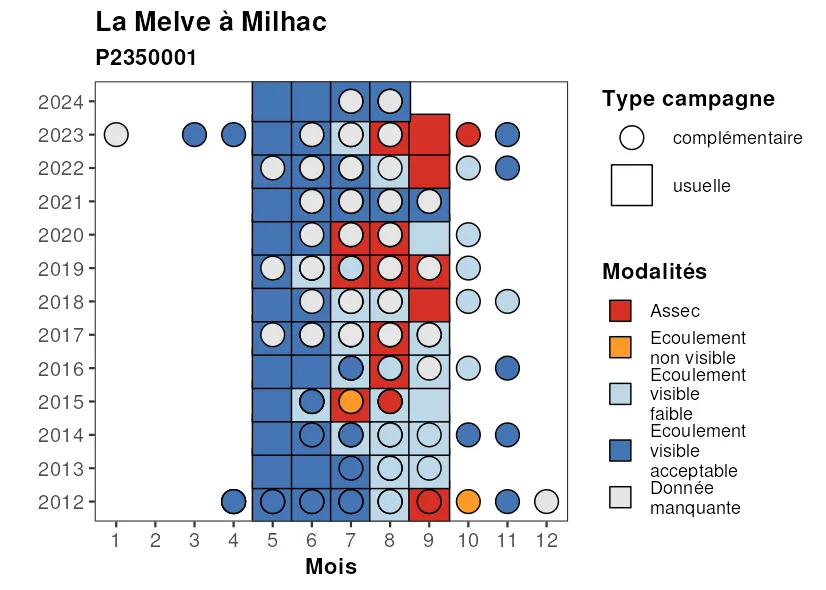 La Melve à Milhac
P2350001
2024
2023
2022
2021
2020
2019
2018
2017
2016
2015
2014
2013
2012
1 2 3 4 5 6 7 8 9 10 11 12
Mois
Type campagne
complémentaire
usuelle
Modalités
Assec
Ecoulement
non visible
Ecoulement
visible
faible
Ecoulement
visible
acceptable
Donnée
manquante